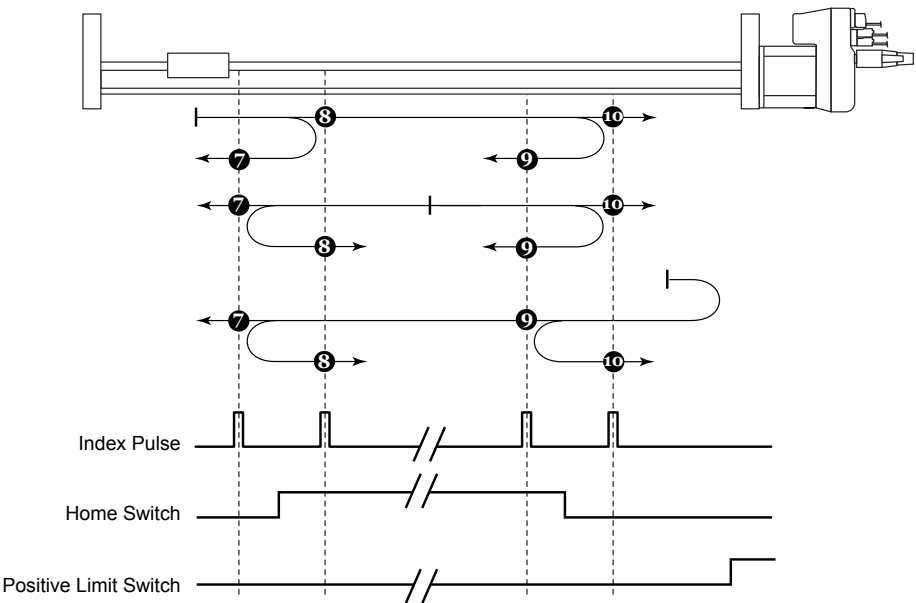 8 10
7 9
7 10
8 9
7 9
8 10
Index Pulse
Home Switch
Positive Limit Switch